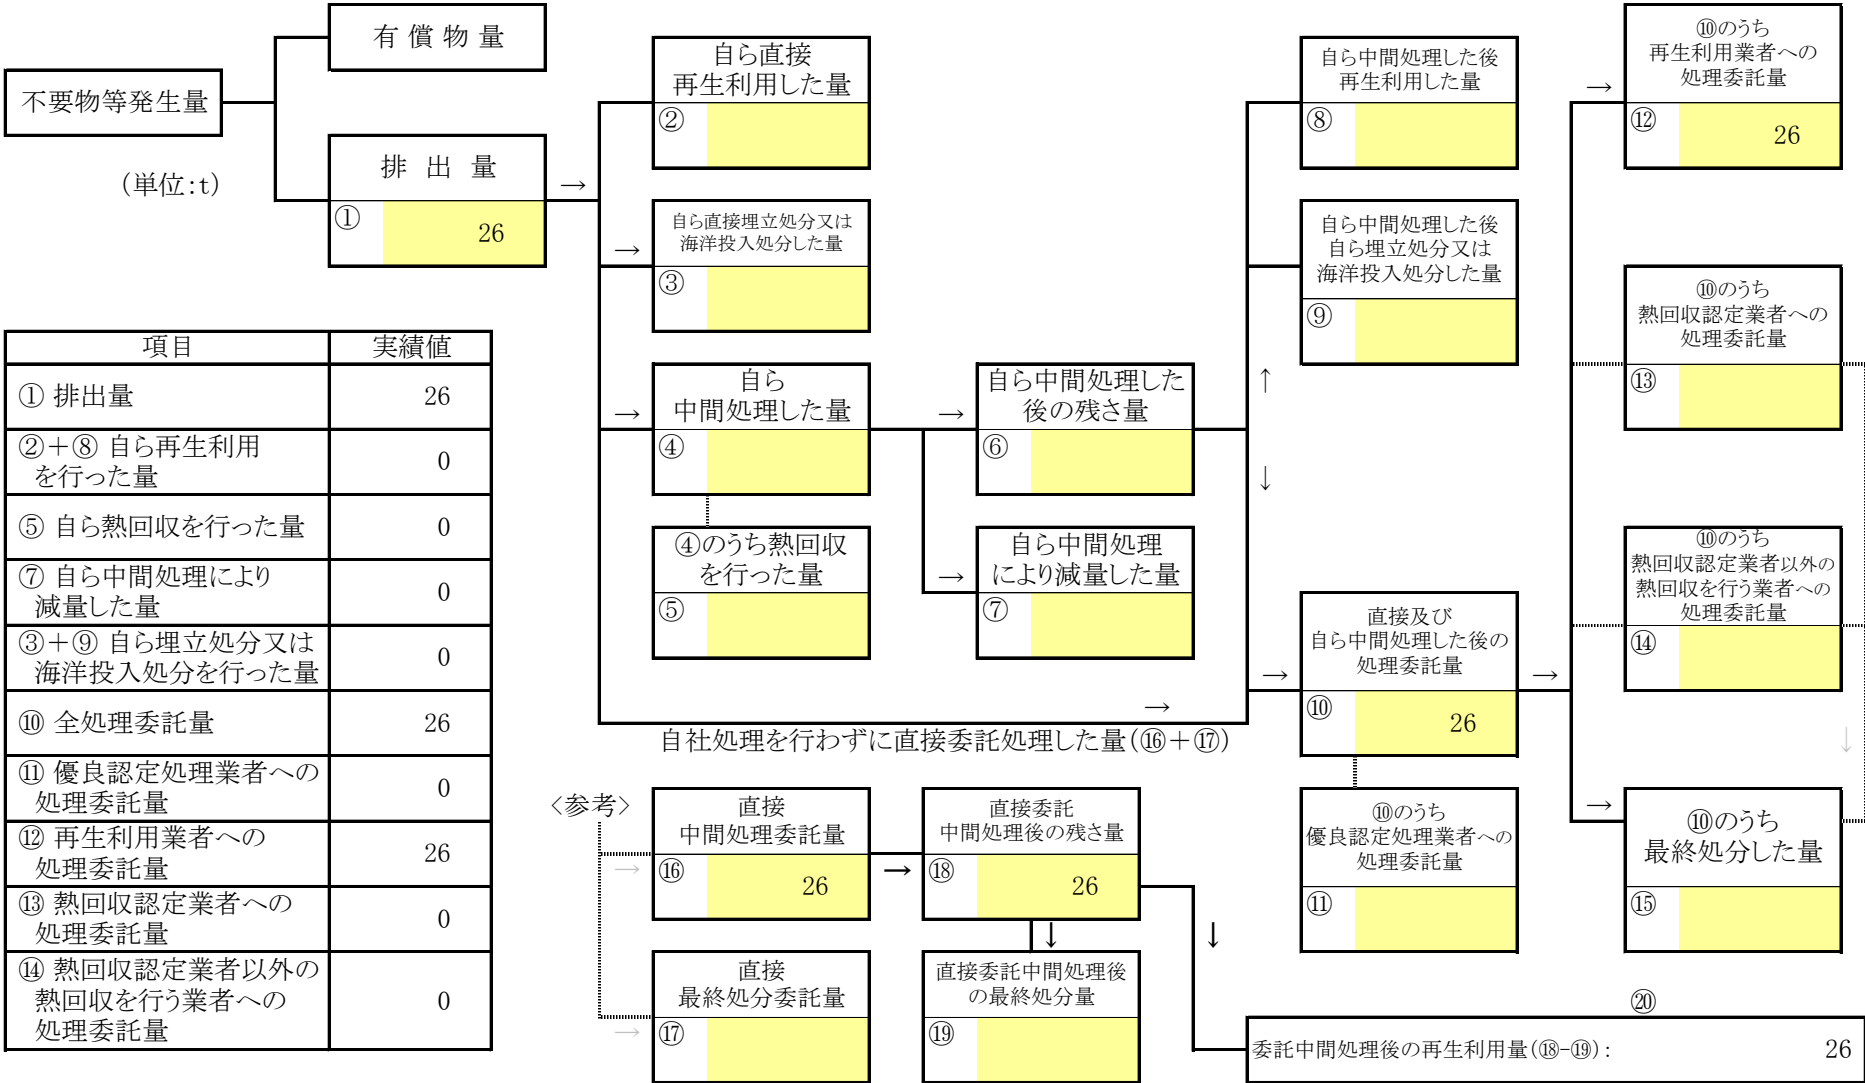 不要物等発生量
(単位:t)
有 償 物 量
排 出 量
→
① 26
自ら直接
再生利用した量
②
→
自ら直接埋立処分又は
海洋投入処分した量
③
→
自ら
中間処理した量
④
④のうち熱回収
を行った量
⑤
→
自ら中間処理した
後の残さ量
⑥
→
自ら中間処理
により減量した量
⑦
↑
↓
自ら中間処理した後
再生利用した量
⑧
自ら中間処理した後
自ら埋立処分又は
海洋投入処分した量
⑨
→
自社処理を行わずに直接委託処理した量(⑯+⑰)
→
直接及び
自ら中間処理した後の
処理委託量
⑩ 26
→
⑩のうち
優良認定処理業者への
処理委託量
⑪
→
⑩のうち
再生利用業者への
処理委託量
⑫ 26
⑩のうち
熱回収認定業者への
処理委託量
⑬
⑩のうち
熱回収認定業者以外の
熱回収を行う業者への
処理委託量
⑭
↓
→
⑩のうち
最終処分した量
⑮
<参考>
→
直接
中間処理委託量
⑯ 26
→
直接委託
中間処理後の残さ量
⑱ 26
↓
↓
→
直接
最終処分委託量
⑰
直接委託中間処理後
の最終処分量
⑲
⑳
委託中間処理後の再生利用量(⑱-⑲): 26
項目 実績値
① 排出量 26
②+⑧ 自ら再生利用
を行った量 0
⑤ 自ら熱回収を行った量 0
⑦ 自ら中間処理により
減量した量 0
③+⑨ 自ら埋立処分又は
海洋投入処分を行った量 0
⑩ 全処理委託量 26
⑪ 優良認定処理業者への
処理委託量 0
⑫ 再生利用業者への
処理委託量 26
⑬ 熱回収認定業者への
処理委託量 0
⑭ 熱回収認定業者以外の
熱回収を行う業者への
処理委託量 0